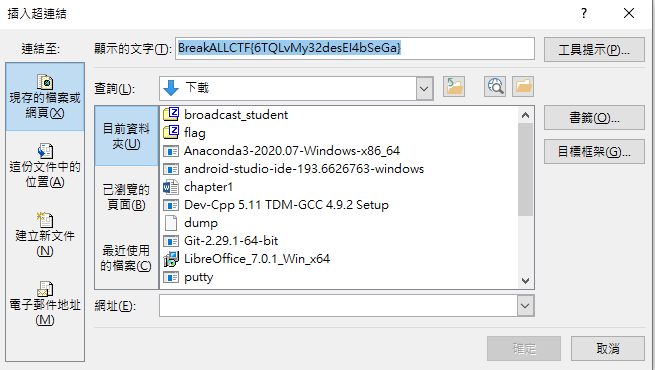 插入超連結
連結至:
顯示的文字(T):
BreakALLCTF{6TQLvMy32desEI4bSeGa}
工具提示(P)...
現存的檔案或
網頁(X)
查詢(L):
下載
目前資料
夾(U)
broadcast_student
flag
Anaconda3-2020.07-Windows-x86_64
android-studio-ide-193.6626763-windows
chapter1
Dev-Cpp 5.11 TDM-GCC 4.9.2 Setup
dump
Git-2.29.1-64-bit
LibreOffice_7.0.1_Win_x64
putty
書籤(O)...
目標框架(G)...
這份文件中的
位置(A)
已瀏覽的
頁面(B)
建立新文件
(N)
最近使用
的檔案(C)
電子郵件地址
(M)
網址(E):
確定
取消